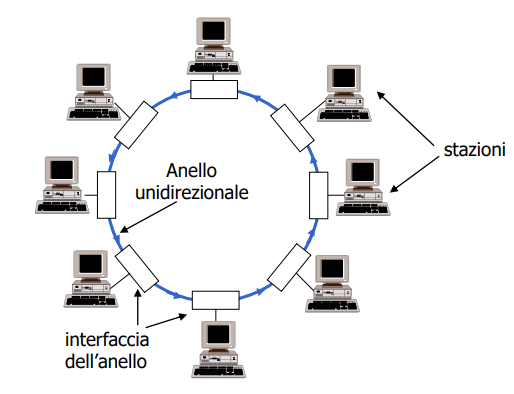 stazioni
Anello
unidirezionale
interfaccia
dell'anello